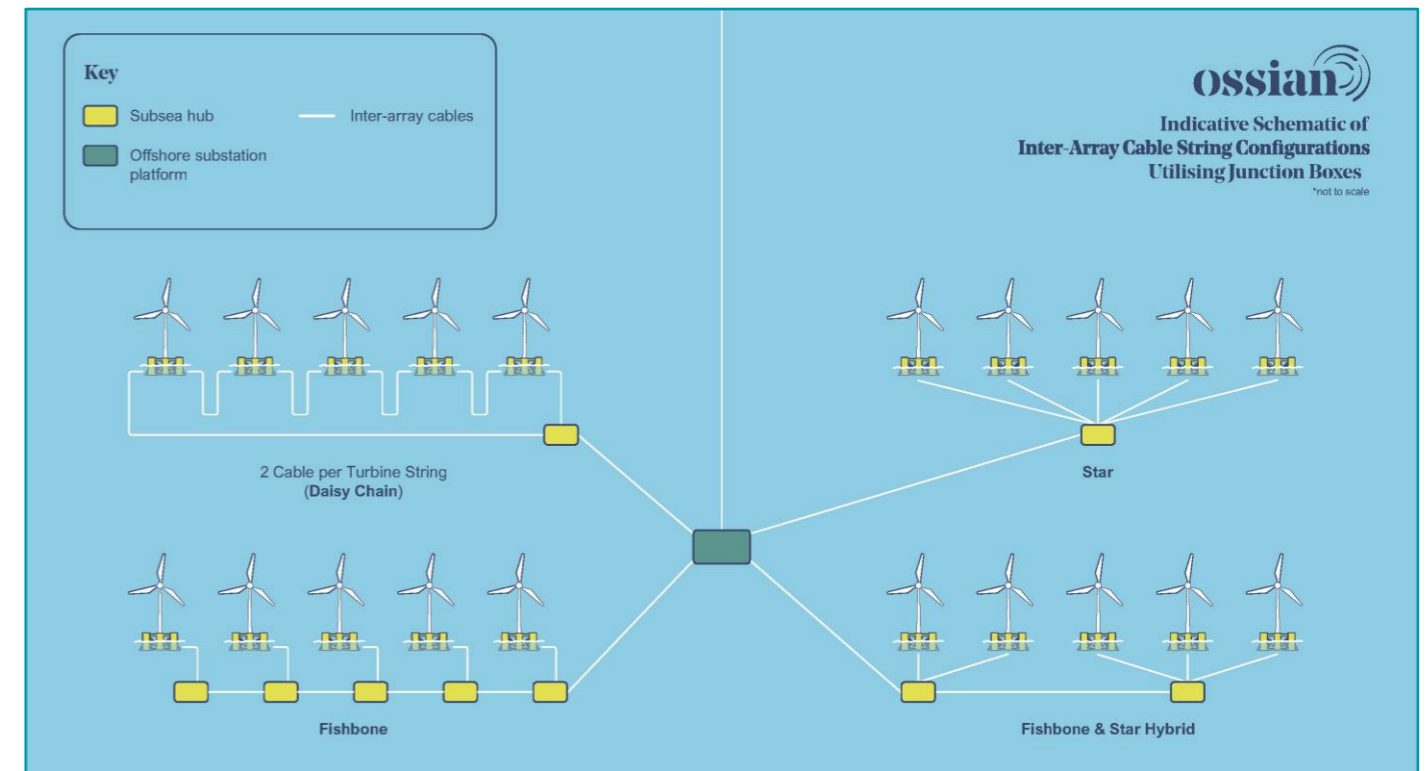 Key
Subsea hub
Inter-array cables
Offshore substation
platform
ossian
Indicative Schematic of
Inter-Array Cable String Configurations
Utilising Junction Boxes
*not to scale
2 Cable per Turbine String
(Daisy Chain)
Star
Fishbone
Fishbone & Star Hybrid